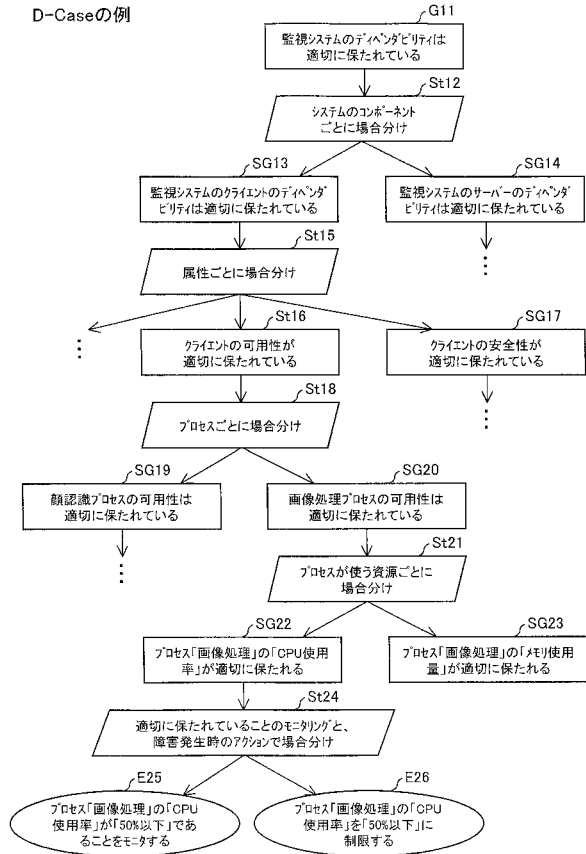 D-Caseの例
G11
監視システムのディペンダビリティは
適切に保たれている
St12
システムのコンポーネント
ごとに場合分け
SG13
監視システムのクライエントのディペンダ
ビリティは適切に保たれている
SG14
監視システムのサーバーのディペンダ
ビリティは適切に保たれている
St15
属性ごとに場合分け
St16
クライエントの可用性が
適切に保たれている
SG17
クライエントの安全性が
適切に保たれている
St18
プロセスごとに場合分け
SG19
顔認識プロセスの可用性は
適切に保たれている
SG20
画像処理プロセスの可用性は
適切に保たれている
St21
プロセスが使う資源ごとに
場合分け
SG22
プロセス「画像処理」の「CPU使用
率」が適切に保たれる
SG23
プロセス「画像処理」の「メモリ使用
量」が適切に保たれる
St24
適切に保たれていることのモニタリングと、
障害発生時のアクションで場合分け
E25
プロセス「画像処理」の「CPU
使用率」が「50%以下」であ
ることをモニタする
E26
プロセス「画像処理」の「CPU
使用率」を「50%以下」に
制限する